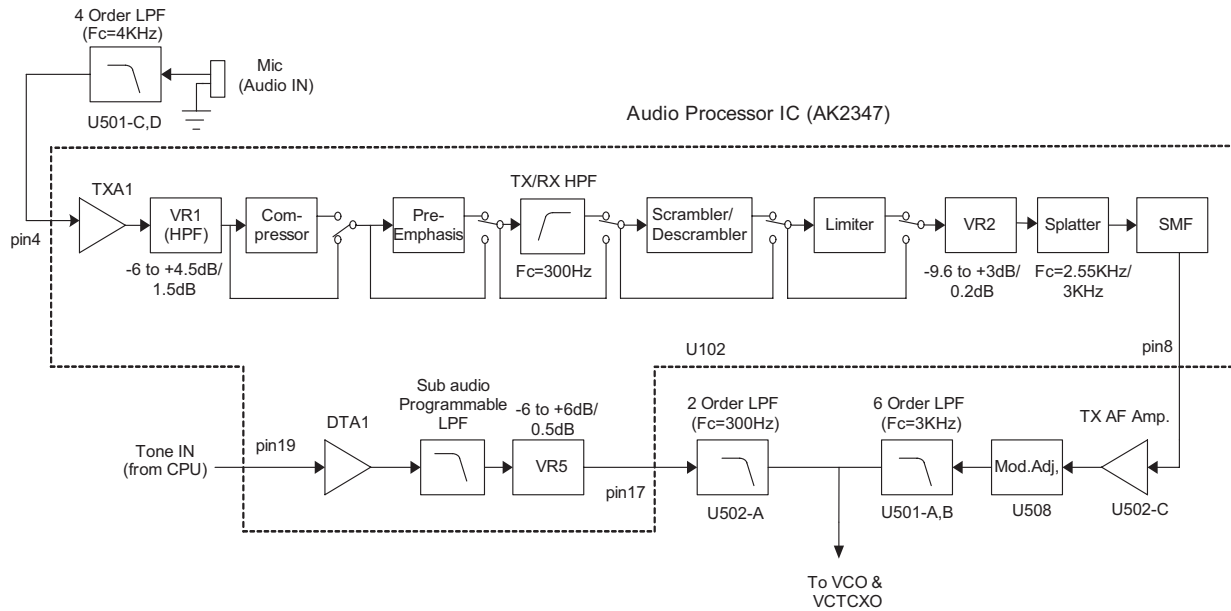 4 Order LPF
(Fc=4KHz)
Mic
(Audio IN)
U501-C,D
Audio Processor IC (AK2347)
TXA1
TX/RX HPF
VR1
(HPF)
Com-
pressor
Pre-
Emphasis
Scrambler/
Descrambler
Limiter
VR2
Splatter
SMF
pin4
-6 to +4.5dB/
1.5dB
Fc=300Hz
-9.6 to +3dB/
0.2dB
Fc=2.55KHz/
3KHz
U102
pin8
Sub audio
Programmable
LPF
-6 to +6dB/
0.5dB
2 Order LPF
(Fc=300Hz)
6 Order LPF
(Fc=3KHz)
TX AF Amp.
DTA1
Tone IN
(from CPU)
pin19
VR5
pin17
Mod.Adj,
U502-A
U501-A,B
U508
U502-C
To VCO &
VCTCXO